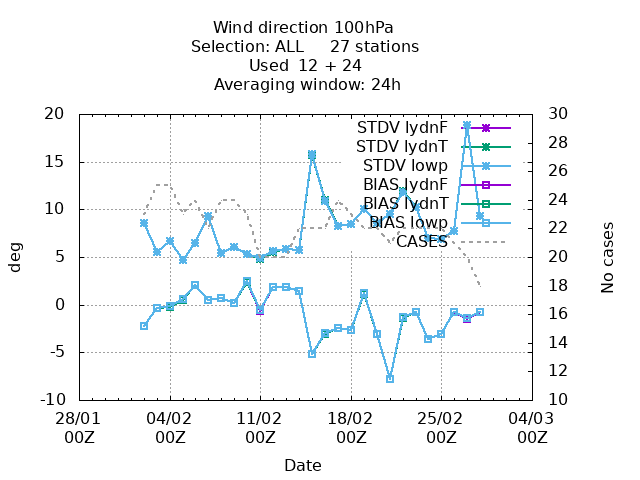 Wind direction 100hPa
Selection: ALL 27 stations
Used 12 + 24
Averaging window: 24h
20 30
28
15 26
24
10 22
5 20
18
0 16
-5 14
12
-10 10
deg
No cases
STDV lydnF
STDV lydnT
STDV lowp
BIAS lydnF
BIAS lydnT
BIAS lowp
CASES
28/01 04/02 11/02 18/02 25/02 04/03
00Z 00Z 00Z 00Z 00Z 00Z
Date